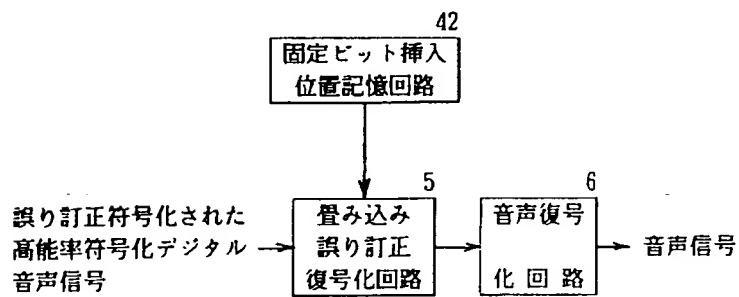 42
固定ビット挿入
位置記憶回路
誤り訂正符号化された
高能率符号化デジタル
音声信号
5
畳み込み
誤り訂正
復号化回路
6
音声復号
化回路
音声信号